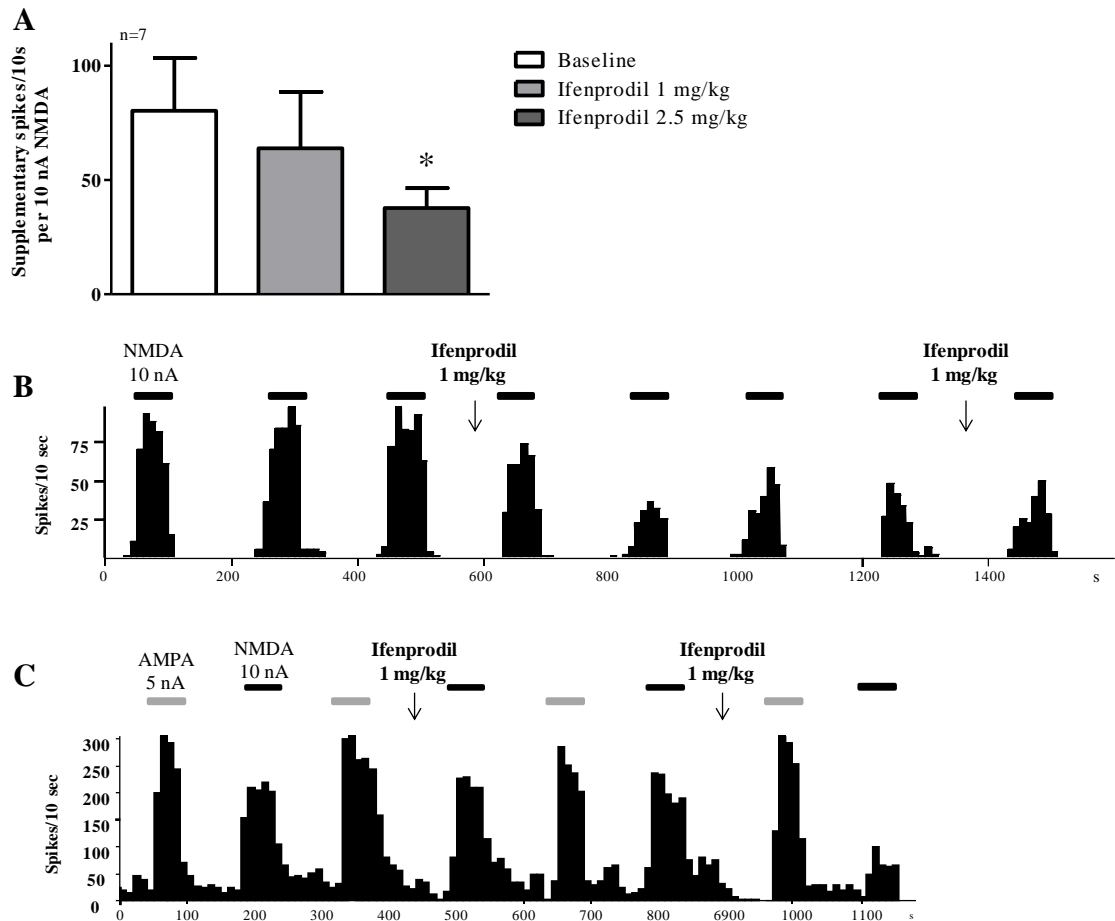 A
n=7
Supplementary spikes/10s
per 10 nA NMDA
100
50
0
Baseline
Ifenprodil 1 mg/kg
Ifenprodil 2.5 mg/kg
*
B
NMDA
10 nA
Ifenprodil
1 mg/kg
Ifenprodil
1 mg/kg
Spikes/10 sec
75
50
25
0 200 400 600 800 1000 1200 1400 s
C
AMPA
5 nA
NMDA
10 nA
Ifenprodil
1 mg/kg
Ifenprodil
1 mg/kg
Spikes/10 sec
300
250
200
150
100
50
0
0 100 200 300 400 500 600 700 800 6900 1000 1100 s